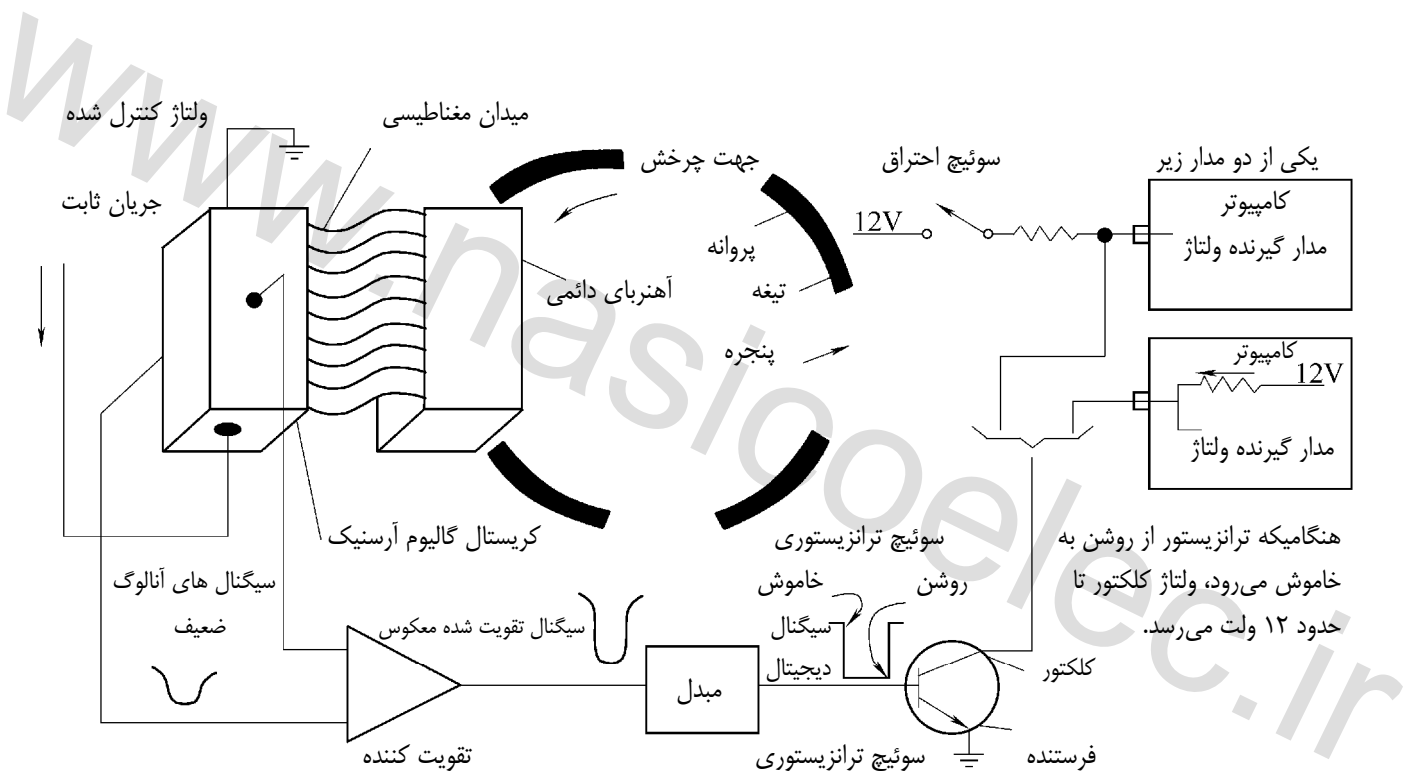 www.nasicoelec.ir
ولتاژ کنترل شده
میدان مغناطیسی
جریان ثابت
جهت چرخش
پروانه
تیغه
پنجره
آهنربای دائمی
سوئیچ احتراق
12V
یکی از دو مدار زیر
کامپیوتر
مدار گیرنده ولتاژ
کامپیوتر
12V
مدار گیرنده ولتاژ
هنگامیکه ترانزیستور از روشن به
خاموش می‌رود، ولتاژ کلکتور تا
حدود ۱۲ ولت می‌رسد.
کریستال گالیوم آرسنیک
سیگنال های آنالوگ
ضعیف
سیگنال تقویت شده معکوس
تقویت کننده
مبدل
سوئیچ ترانزیستوری
خاموش
روشن
سیگنال
دیجیتال
کلکتور
فرستنده
سوئیچ ترانزیستوری